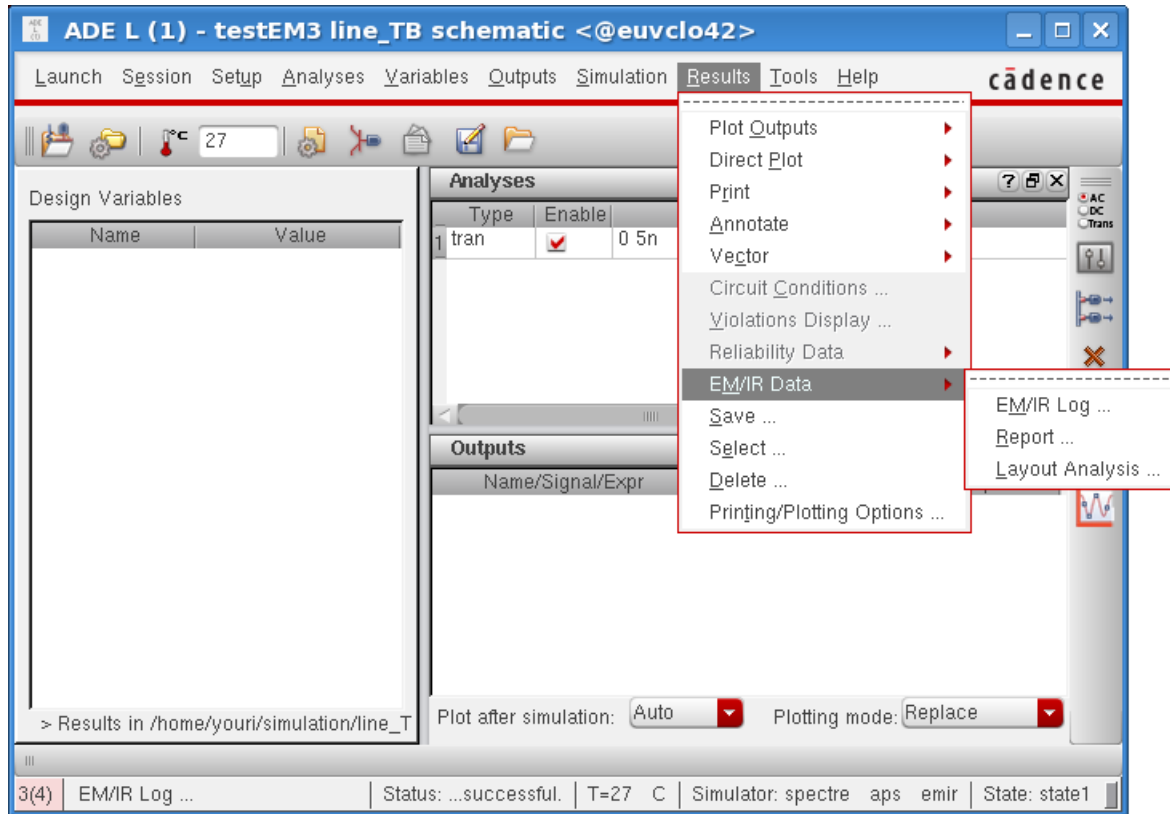 ADE L (1) - testEM3 line_TB schematic <@euvclo42>
Launch Session Setup Analyses Variables Outputs Simulation Results Tools Help cādence
°C 27
Design Variables
Name Value
> Results in /home/youri/simulation/line_T
Analyses
Type Enable
1 tran 0 5n
Outputs
Name/Signal/Expr
Plot after simulation: Auto Plotting mode: Replace
Plot Outputs
Direct Plot
Print
Annotate
Vector
Circuit Conditions ...
Violations Display ...
Reliability Data
EM/IR Data
Save ...
Select ...
Delete ...
Printing/Plotting Options ...
EM/IR Log ...
Report ...
Layout Analysis ...
AC
DC
Trans
3(4) EM/IR Log ... Status: ...successful. T=27 C Simulator: spectre aps emir State: state1